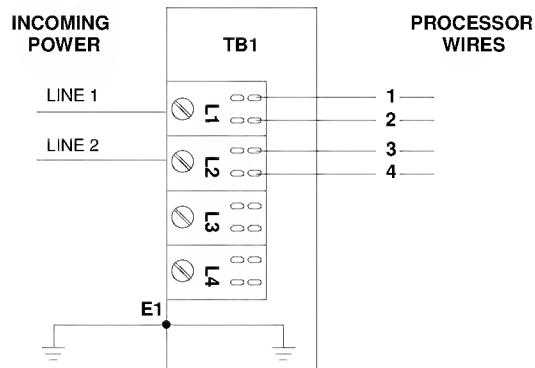 INCOMING
POWER
TB1
PROCESSOR
WIRES
LINE 1
L1
1
2
LINE 2
L2
3
4
L3
L4
E1